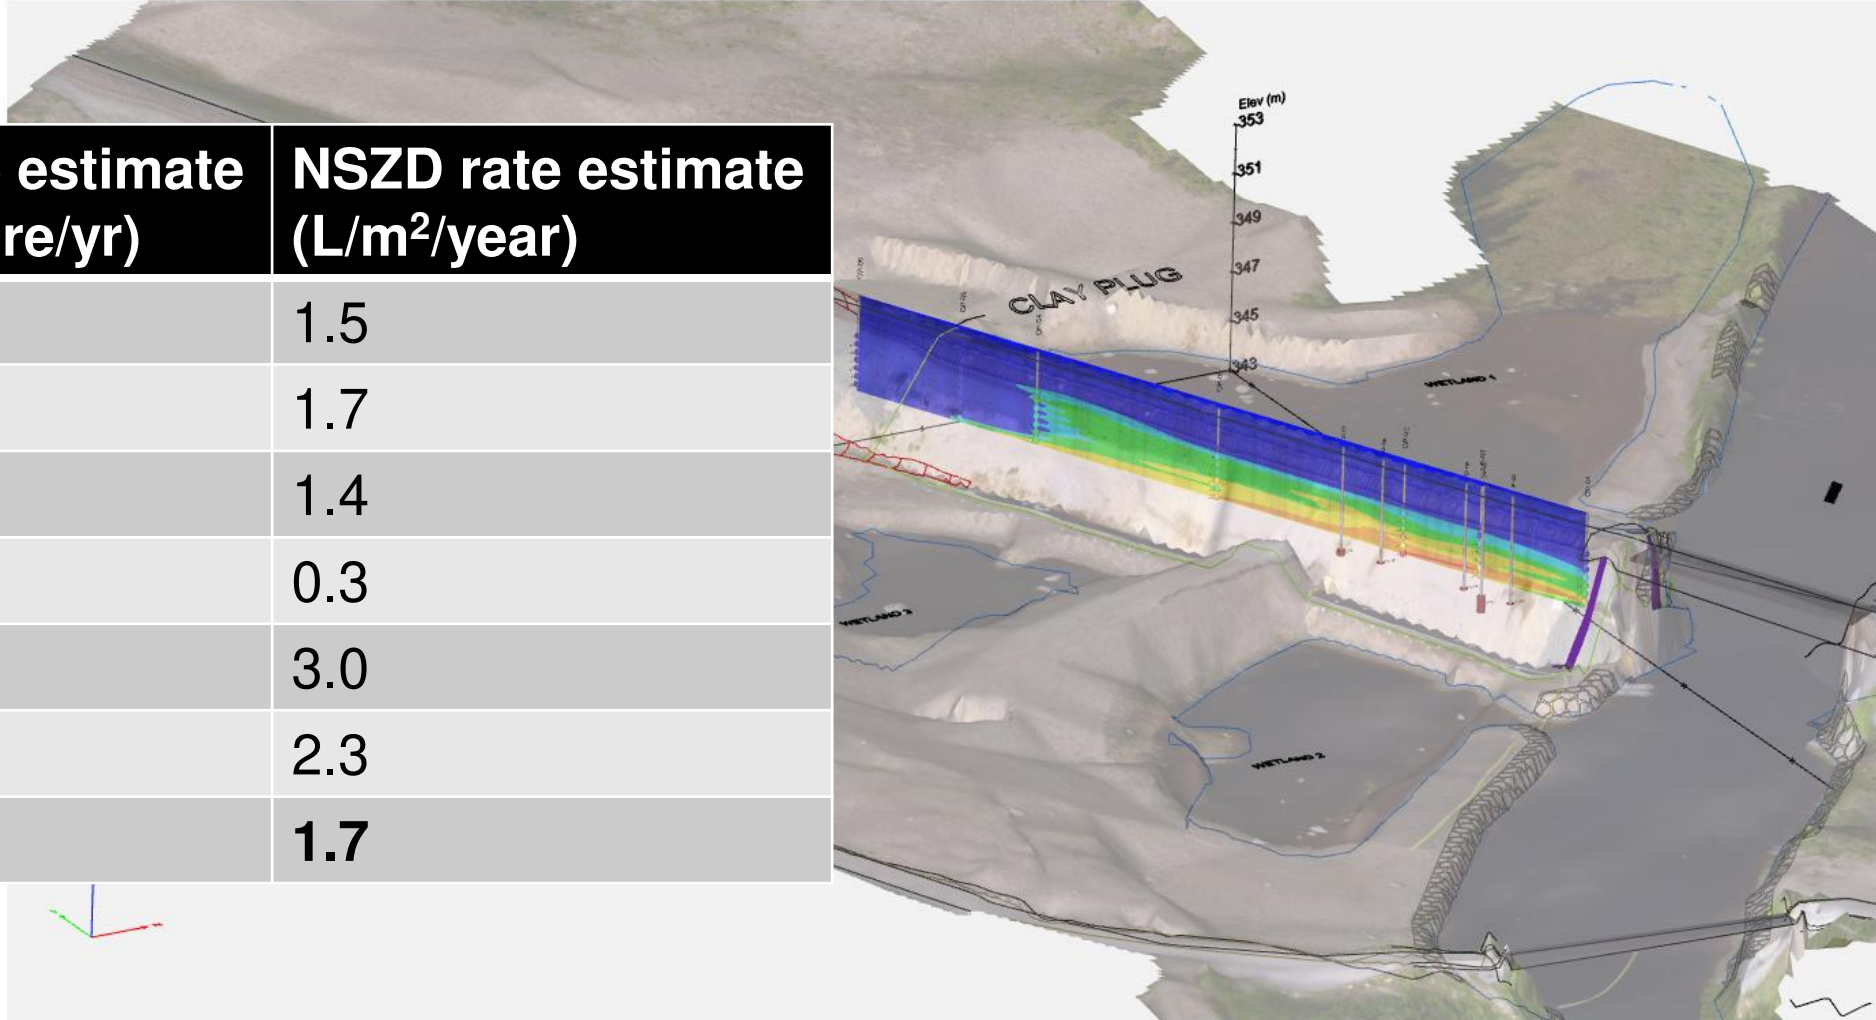 estimate
re/yr)
NSZD rate estimate
(L/m²/year)
1.5
1.7
1.4
0.3
3.0
2.3
1.7
Elev (m)
353
351
349
347
345
343
CLAY PLUG
WETLAND 1
WETLAND 3
WETLAND 2